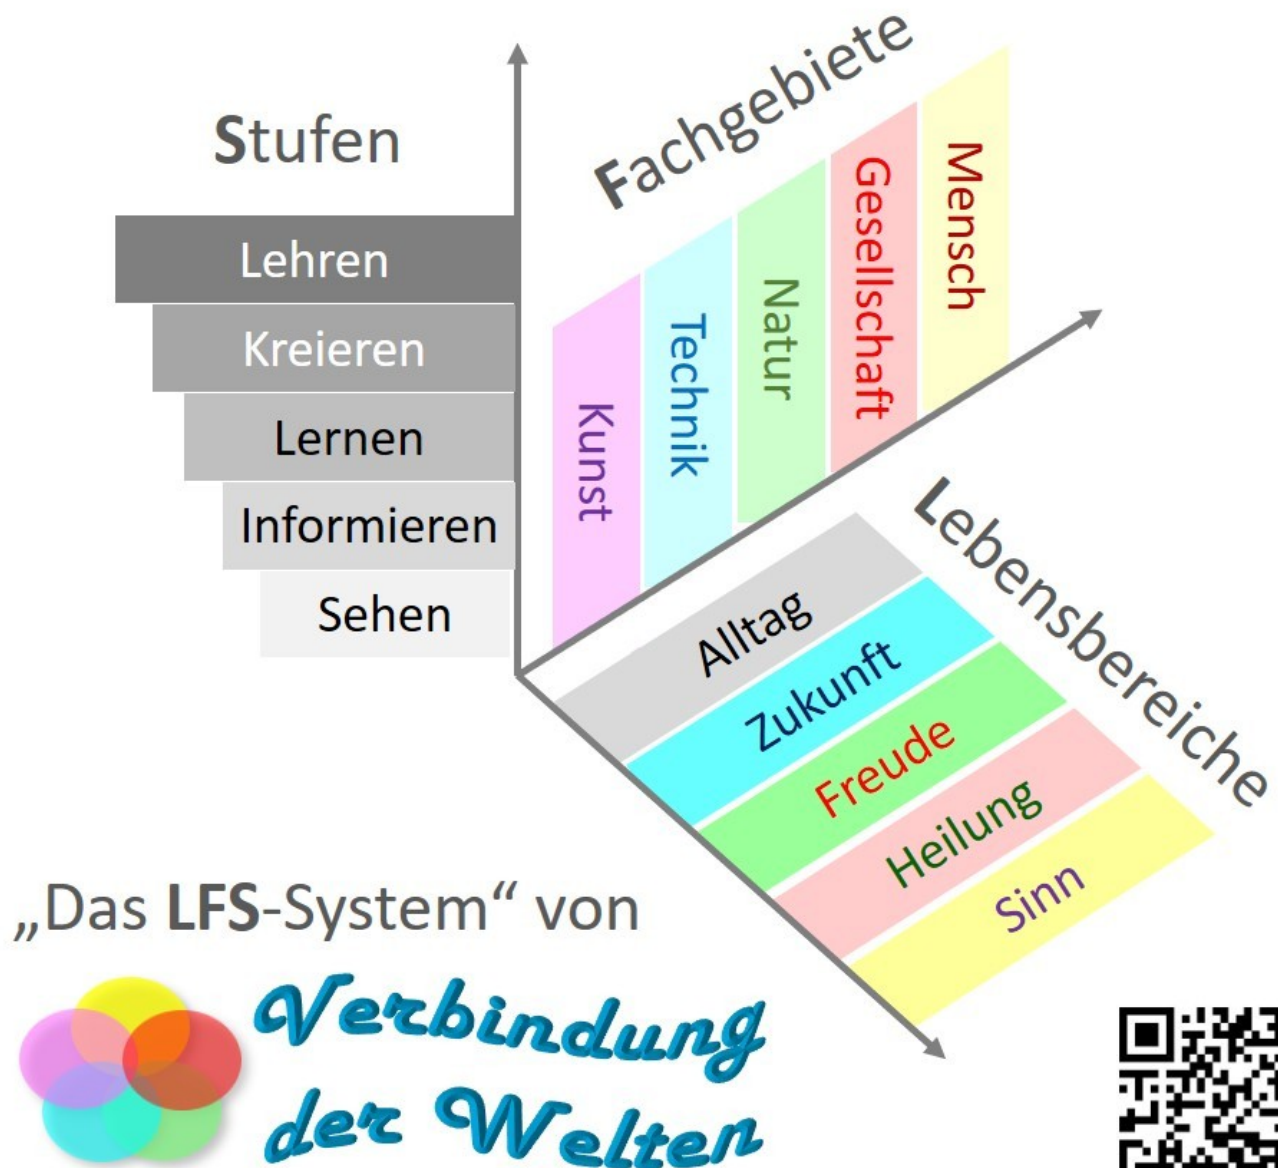 Stufen
Lehren
Kreieren
Lernen
Informieren
Sehen
Fachgebiete
Kunst
Technik
Natur
Gesellschaft
Mensch
Lebensbereiche
Alltag
Zukunft
Freude
Heilung
Sinn
„Das LFS-System“ von
Verbindung
der Welten